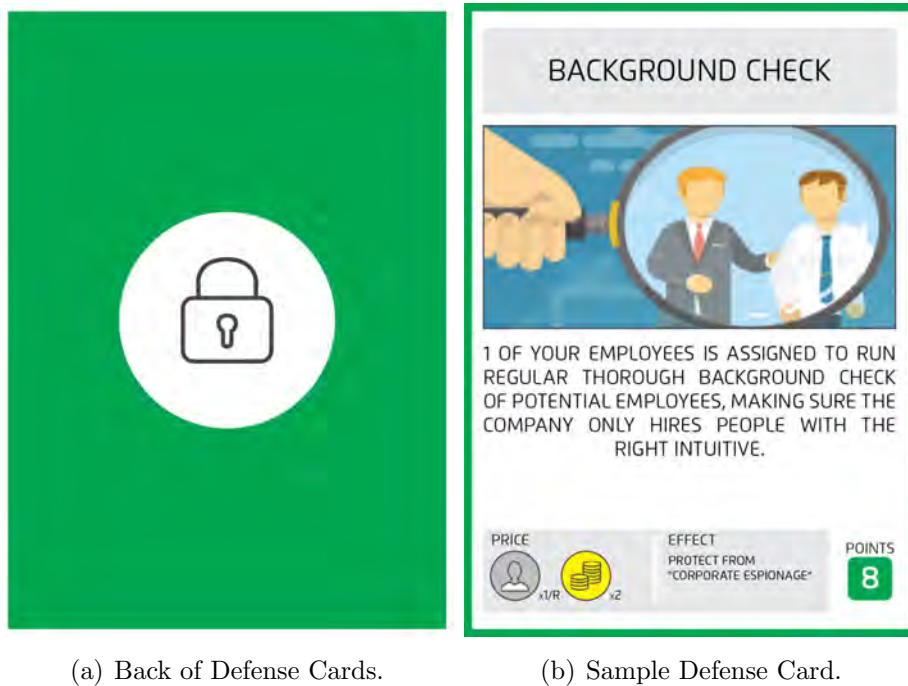 BACKGROUND CHECK
1 OF YOUR EMPLOYEES IS ASSIGNED TO RUN
REGULAR THOROUGH BACKGROUND CHECK
OF POTENTIAL EMPLOYEES, MAKING SURE THE
COMPANY ONLY HIRES PEOPLE WITH THE
RIGHT INTUITIVE.
PRICE
x1/R
x2
EFFECT
PROTECT FROM
"CORPORATE ESPIONAGE"
POINTS
8
(a) Back of Defense Cards.
(b) Sample Defense Card.